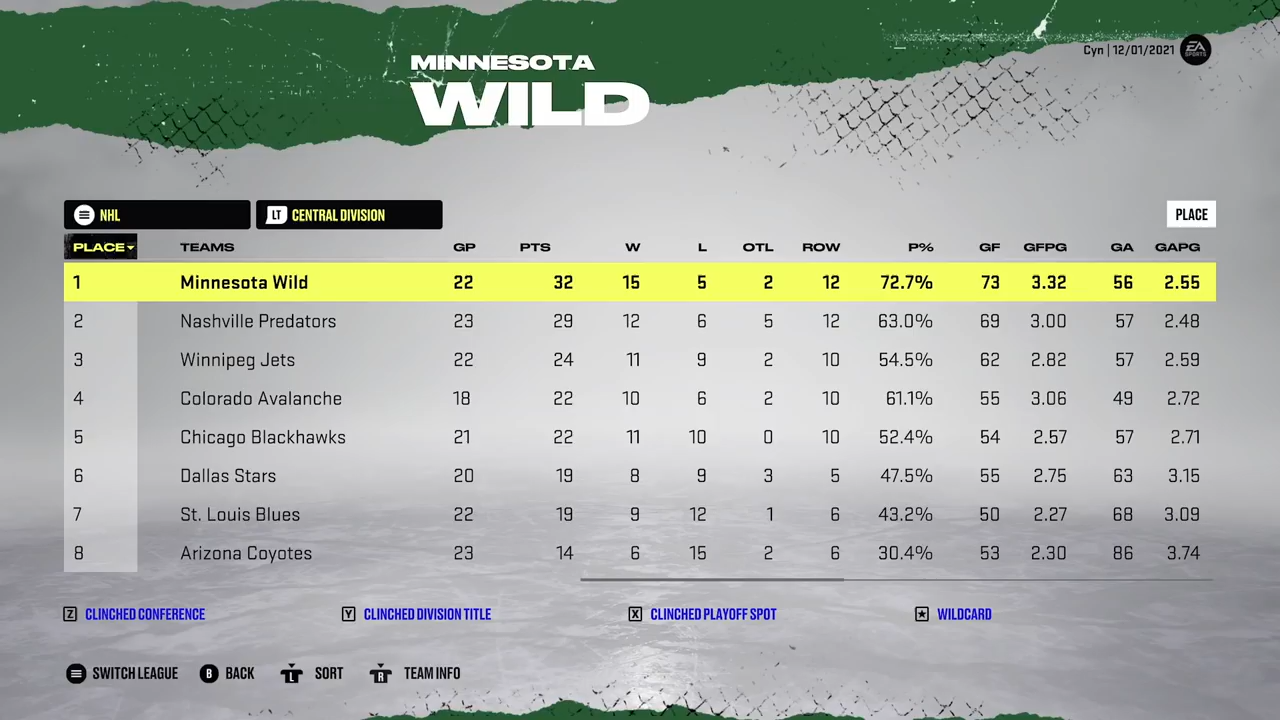 MINNESOTA
WILD
Cyn | 12/01/2021 EA SPORTS
NHL LT CENTRAL DIVISION PLACE
PLACE TEAMS GP PTS W L OTL ROW P% GF GFPG GA GAPG
1 Minnesota Wild 22 32 15 5 2 12 72.7% 73 3.32 56 2.55
2 Nashville Predators 23 29 12 6 5 12 63.0% 69 3.00 57 2.48
3 Winnipeg Jets 22 24 11 9 2 10 54.5% 62 2.82 57 2.59
4 Colorado Avalanche 18 22 10 6 2 10 61.1% 55 3.06 49 2.72
5 Chicago Blackhawks 21 22 11 10 0 10 52.4% 54 2.57 57 2.71
6 Dallas Stars 20 19 8 9 3 5 47.5% 55 2.75 63 3.15
7 St. Louis Blues 22 19 9 12 1 6 43.2% 50 2.27 68 3.09
8 Arizona Coyotes 23 14 6 15 2 6 30.4% 53 2.30 86 3.74
Z CLINCHED CONFERENCE Y CLINCHED DIVISION TITLE X CLINCHED PLAYOFF SPOT ★ WILDCARD
SWITCH LEAGUE B BACK L SORT R TEAM INFO